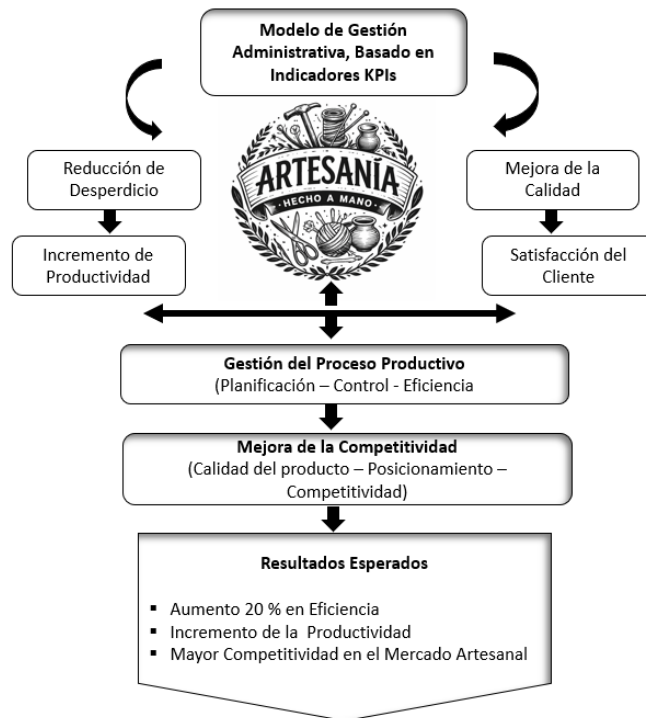 Modelo de Gestión
Administrativa, Basado en
Indicadores KPIs
ARTESANÍA
HECHO A MANO
Reducción de
Desperdicio
Mejora de la
Calidad
Incremento de
Productividad
Satisfacción del
Cliente
Gestión del Proceso Productivo
(Planificación – Control - Eficiencia
Mejora de la Competitividad
(Calidad del producto – Posicionamiento –
Competitividad)
Resultados Esperados
▪ Aumento 20 % en Eficiencia
▪ Incremento de la Productividad
▪ Mayor Competitividad en el Mercado Artesanal